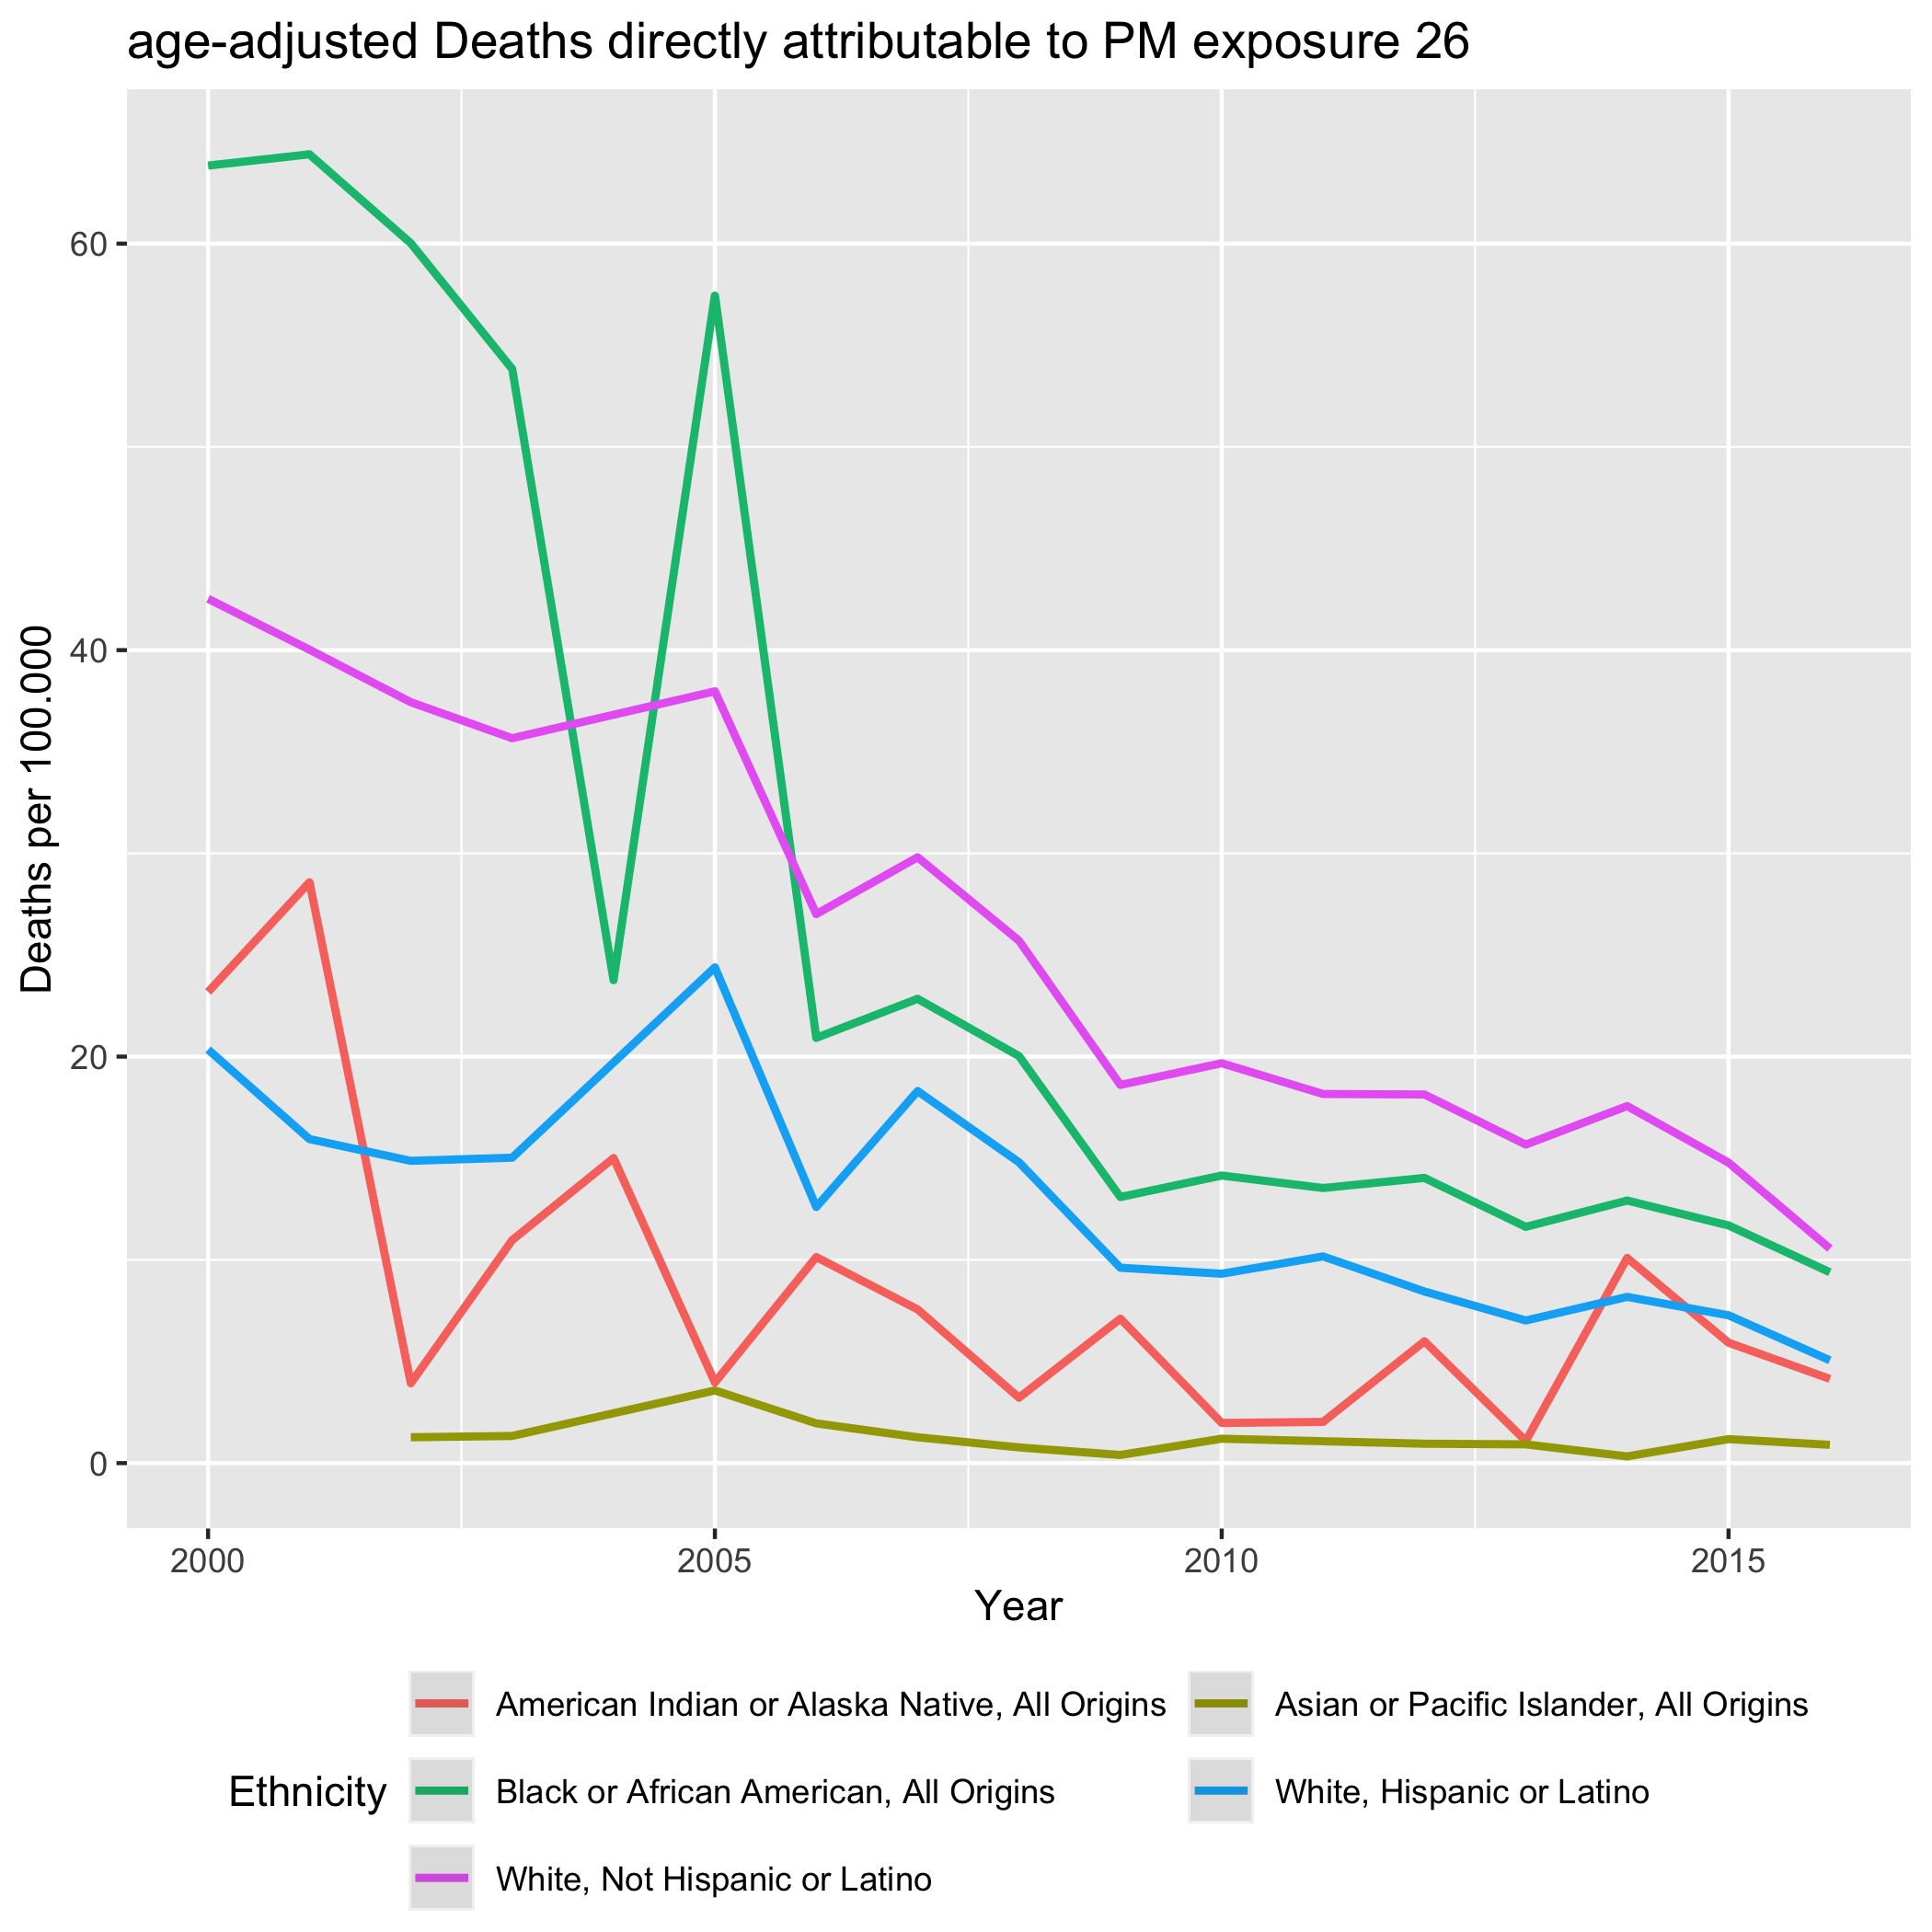 age-adjusted Deaths directly attributable to PM exposure 26
Deaths per 100.000
60
40
20
0
2000 2005 2010 2015
Year
Ethnicity
American Indian or Alaska Native, All Origins
Asian or Pacific Islander, All Origins
Black or African American, All Origins
White, Hispanic or Latino
White, Not Hispanic or Latino